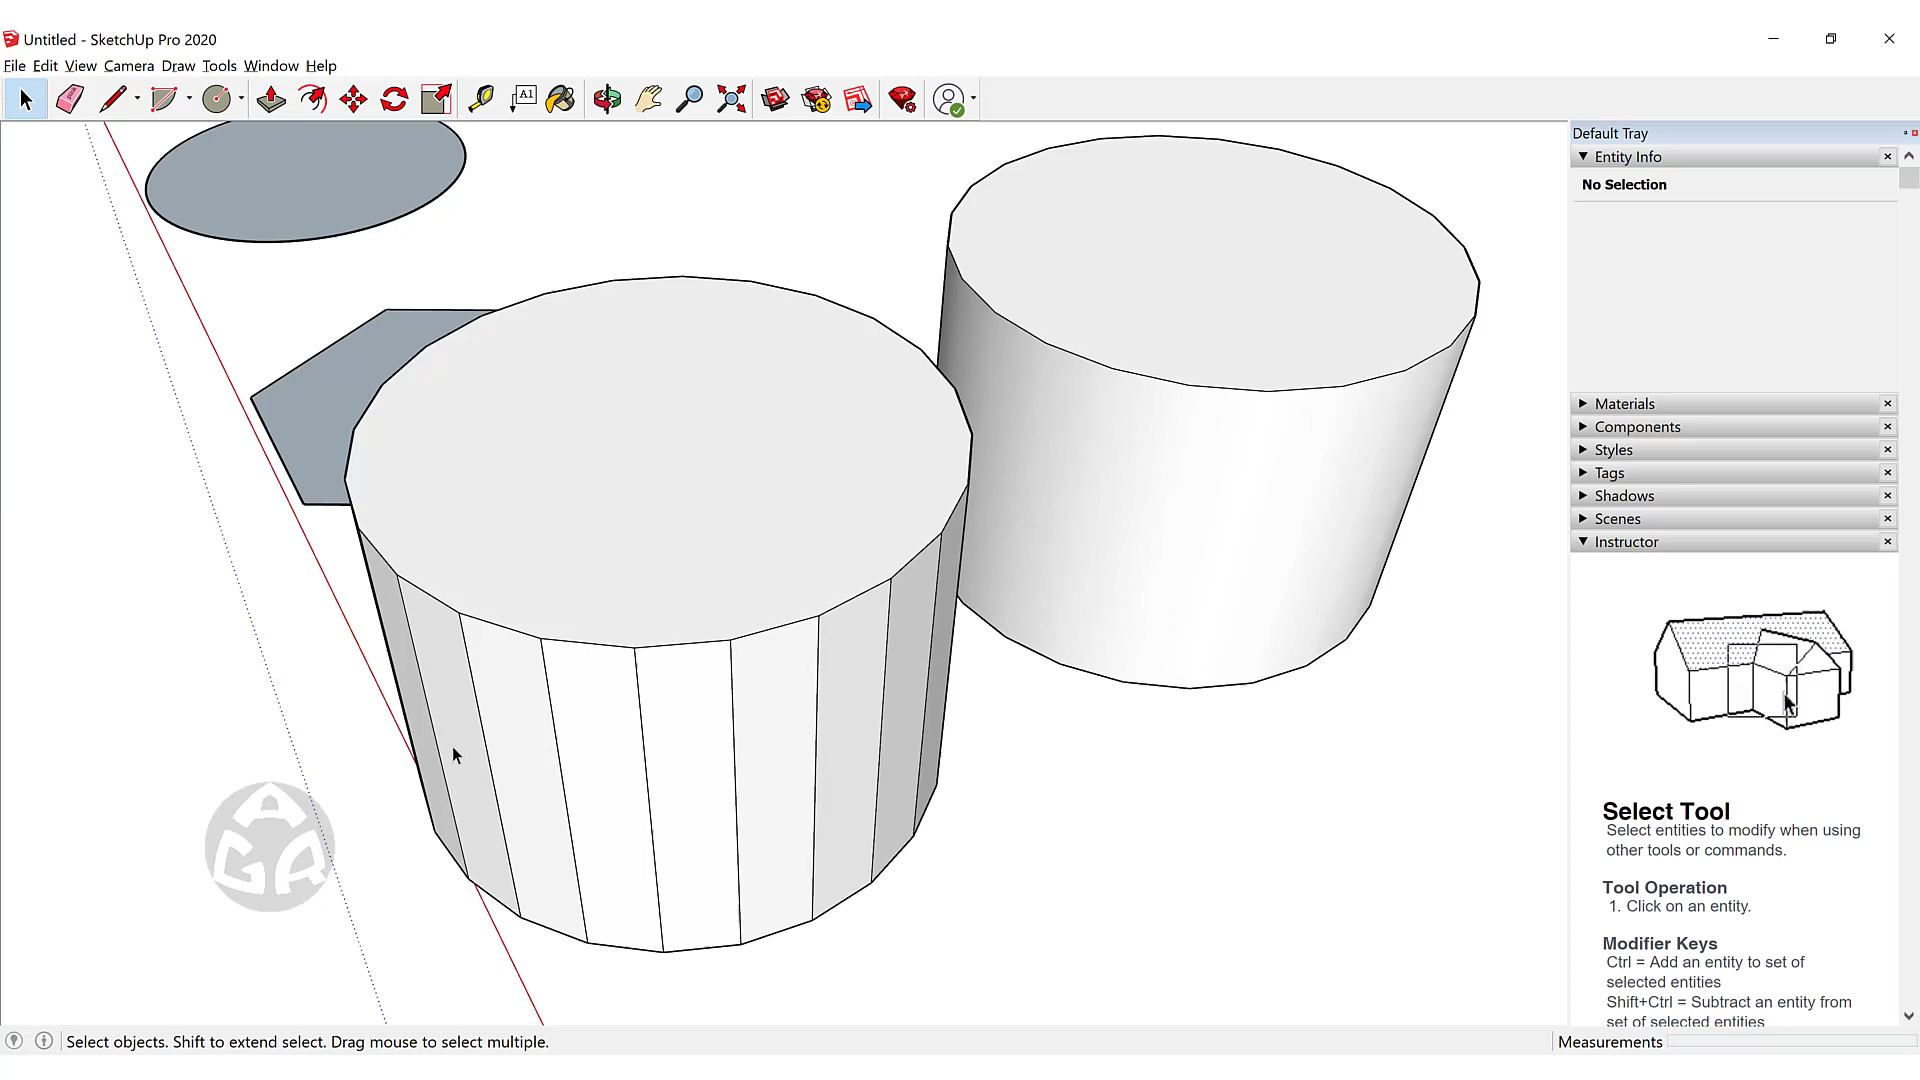 Untitled - SketchUp Pro 2020
File Edit View Camera Draw Tools Window Help
A1
Default Tray
Entity Info
No Selection
Materials
Components
Styles
Tags
Shadows
Scenes
Instructor
Select Tool
Select entities to modify when using
other tools or commands.
Tool Operation
1. Click on an entity.
Modifier Keys
Ctrl = Add an entity to set of
selected entities
Shift+Ctrl = Subtract an entity from
set of selected entities
AGR
Select objects. Shift to extend select. Drag mouse to select multiple.
Measurements